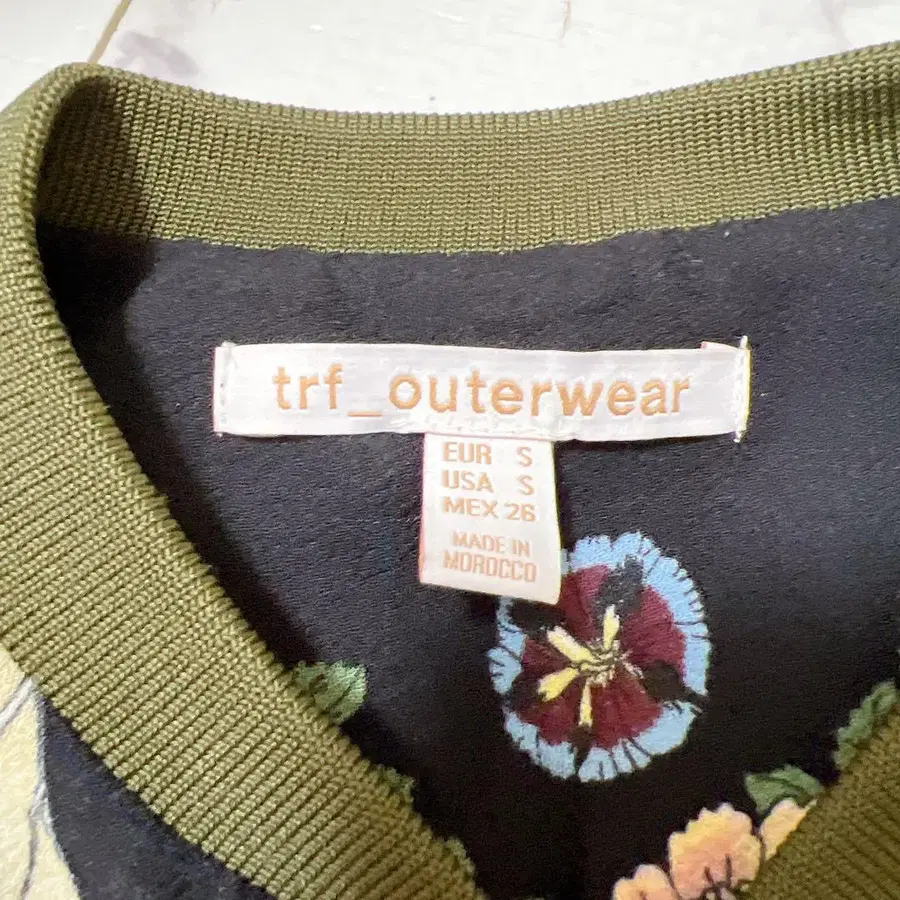 trf_outerwear
EUR S
USA S
MEX 26
MADE IN
MOROCCO